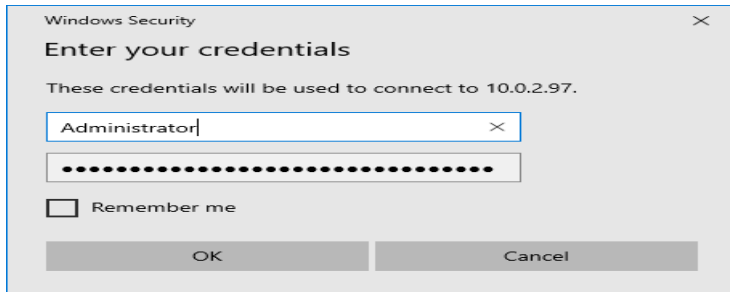 Windows Security
Enter your credentials
These credentials will be used to connect to 10.0.2.97.
Administrator
••••••••••••••••••••••••••••••••
Remember me
OK Cancel